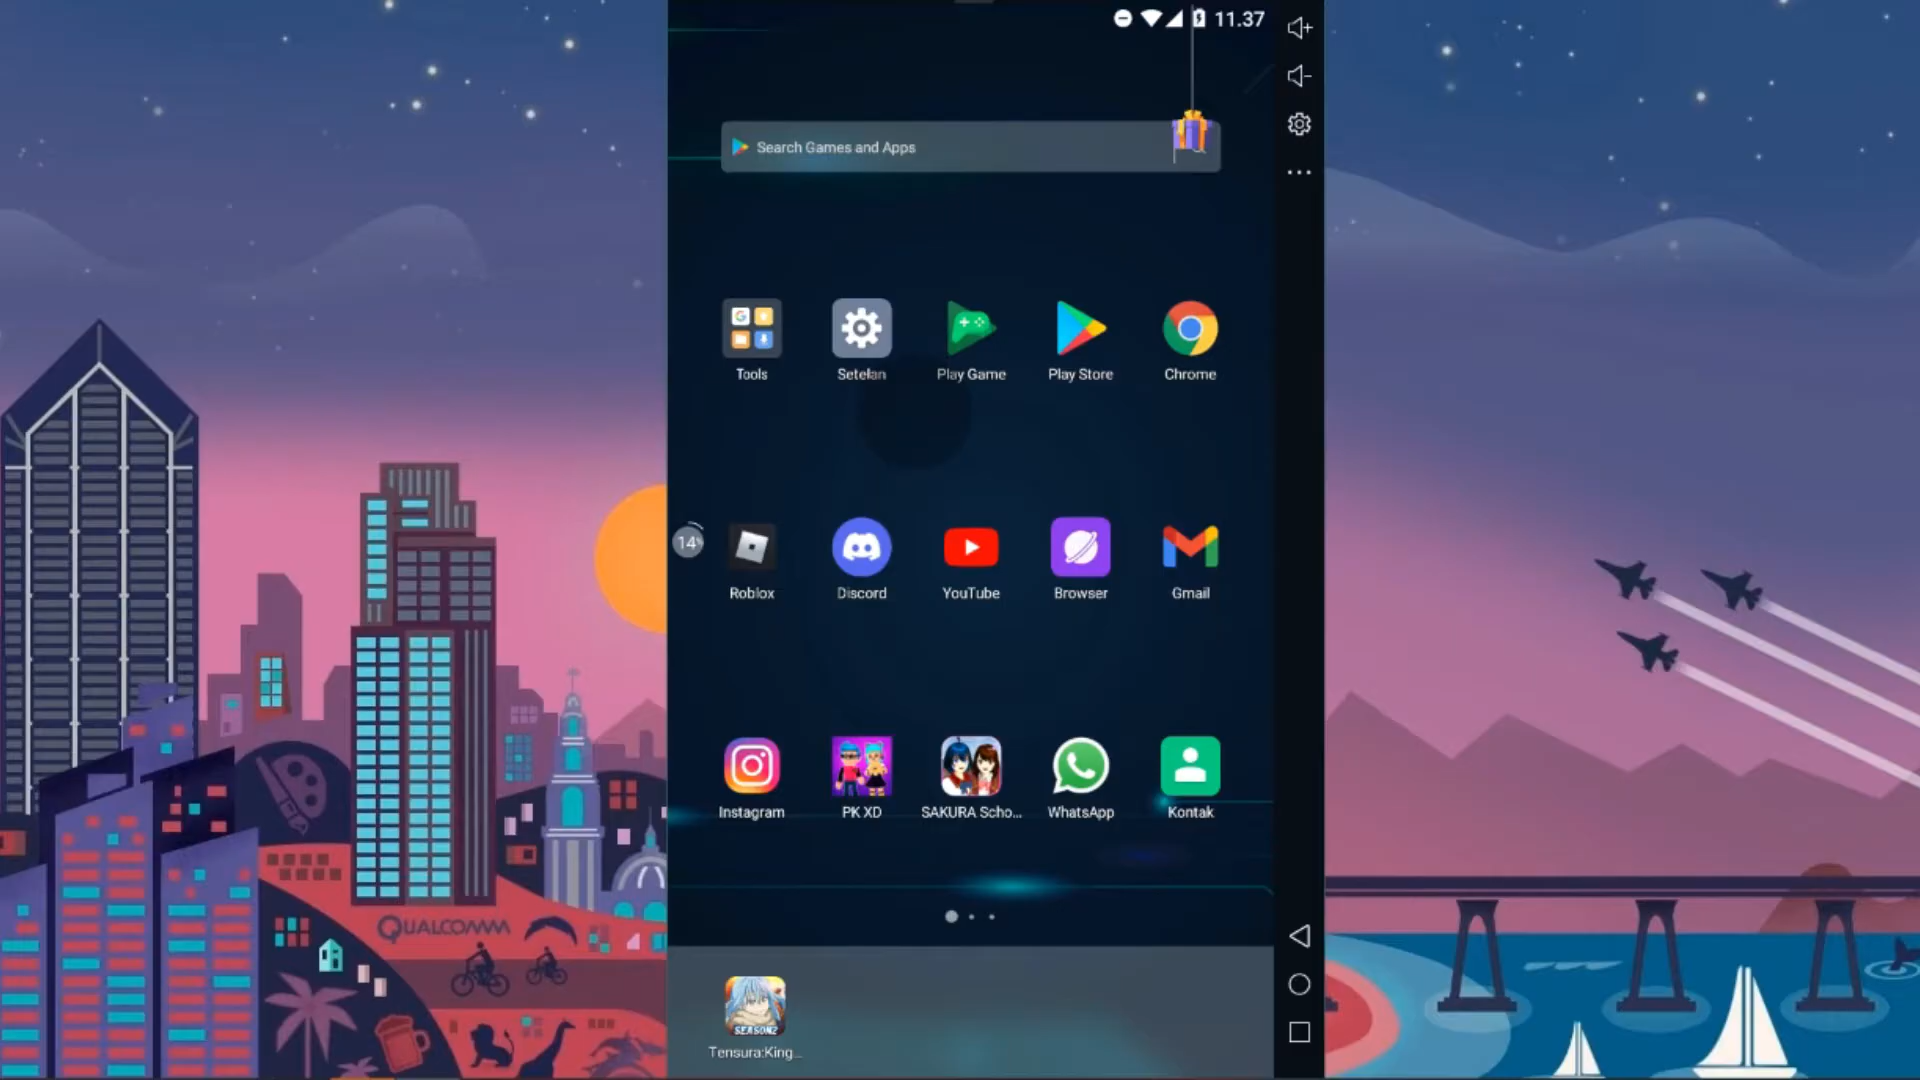 11.37
Search Games and Apps
Tools
Setelan
Play Game
Play Store
Chrome
14%
Roblox
Discord
YouTube
Browser
Gmail
Instagram
PK XD
SAKURA Scho...
WhatsApp
Kontak
QUALCOMM
SEASON2
Tensura:King...